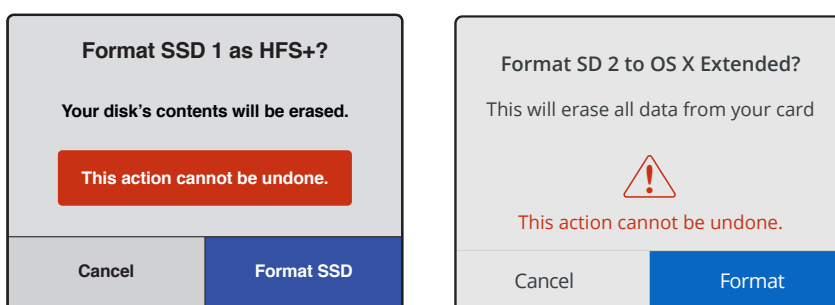 Format SSD 1 as HFS+?
Your disk’s contents will be erased.
This action cannot be undone.
Cancel
Format SSD
Format SD 2 to OS X Extended?
This will erase all data from your card
This action cannot be undone.
Cancel
Format